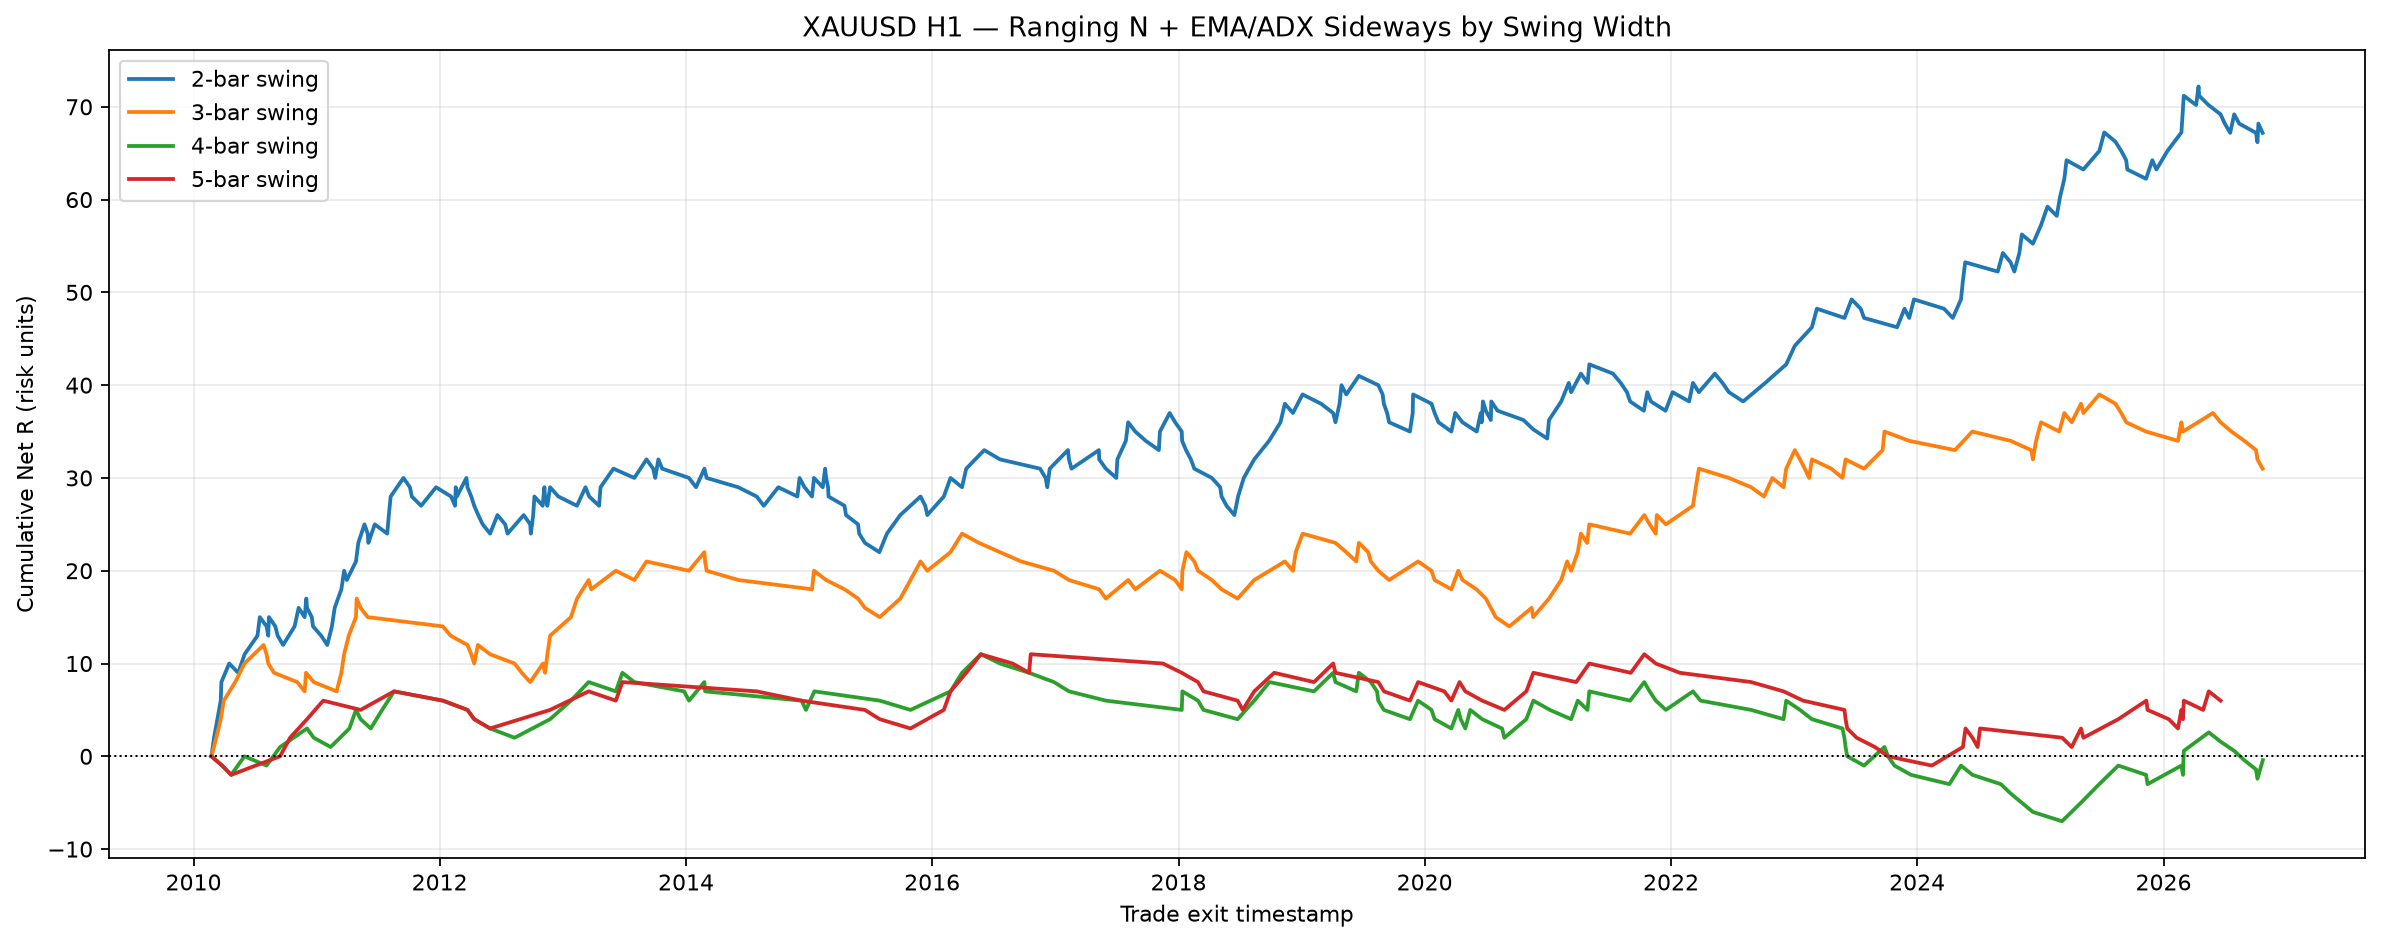 XAUUSD H1 — Ranging N + EMA/ADX Sideways by Swing Width
2-bar swing
3-bar swing
4-bar swing
5-bar swing
Cumulative Net R (risk units)
70
60
50
40
30
20
10
0
−10
2010 2012 2014 2016 2018 2020 2022 2024 2026
Trade exit timestamp